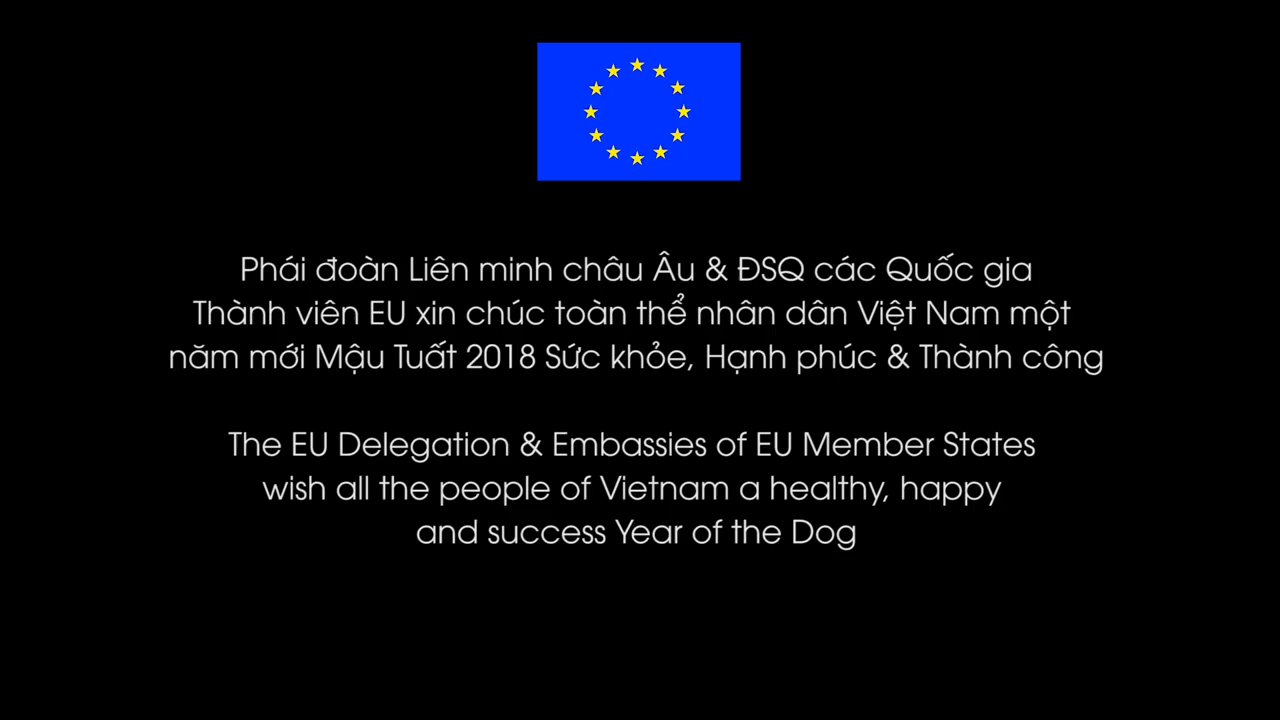 Phái đoàn Liên minh châu Âu & ĐSQ các Quốc gia
Thành viên EU xin chúc toàn thể nhân dân Việt Nam một
năm mới Mậu Tuất 2018 Sức khỏe, Hạnh phúc & Thành công
The EU Delegation & Embassies of EU Member States
wish all the people of Vietnam a healthy, happy
and success Year of the Dog